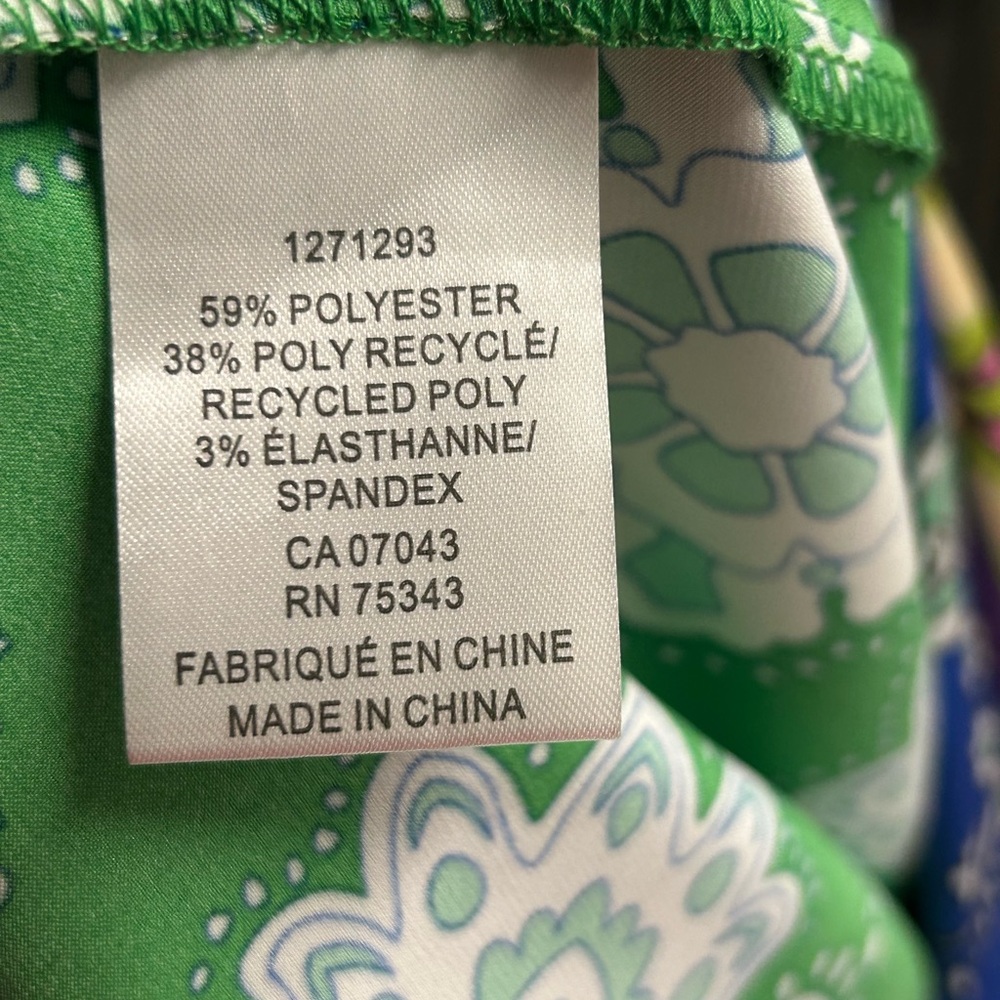 1271293
59% POLYESTER
38% POLY RECYCLÉ/
RECYCLED POLY
3% ÉLASTHANNE/
SPANDEX
CA 07043
RN 75343
FABRIQUÉ EN CHINE
MADE IN CHINA